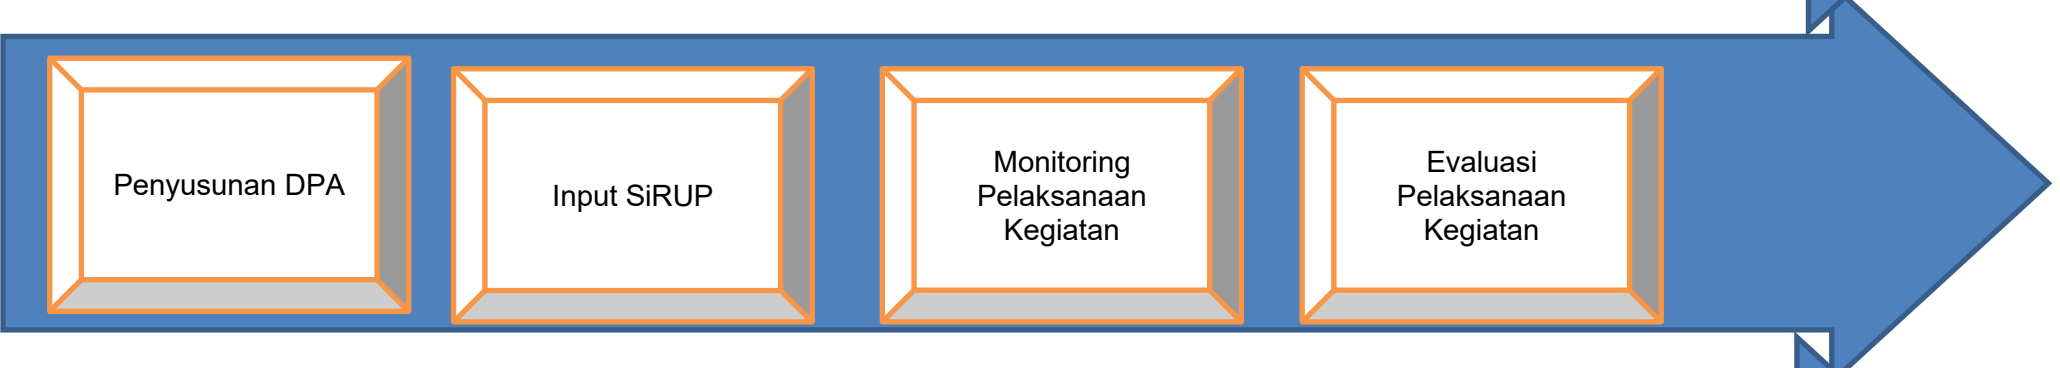 Penyusunan DPA
Input SiRUP
Monitoring
Pelaksanaan
Kegiatan
Evaluasi
Pelaksanaan
Kegiatan